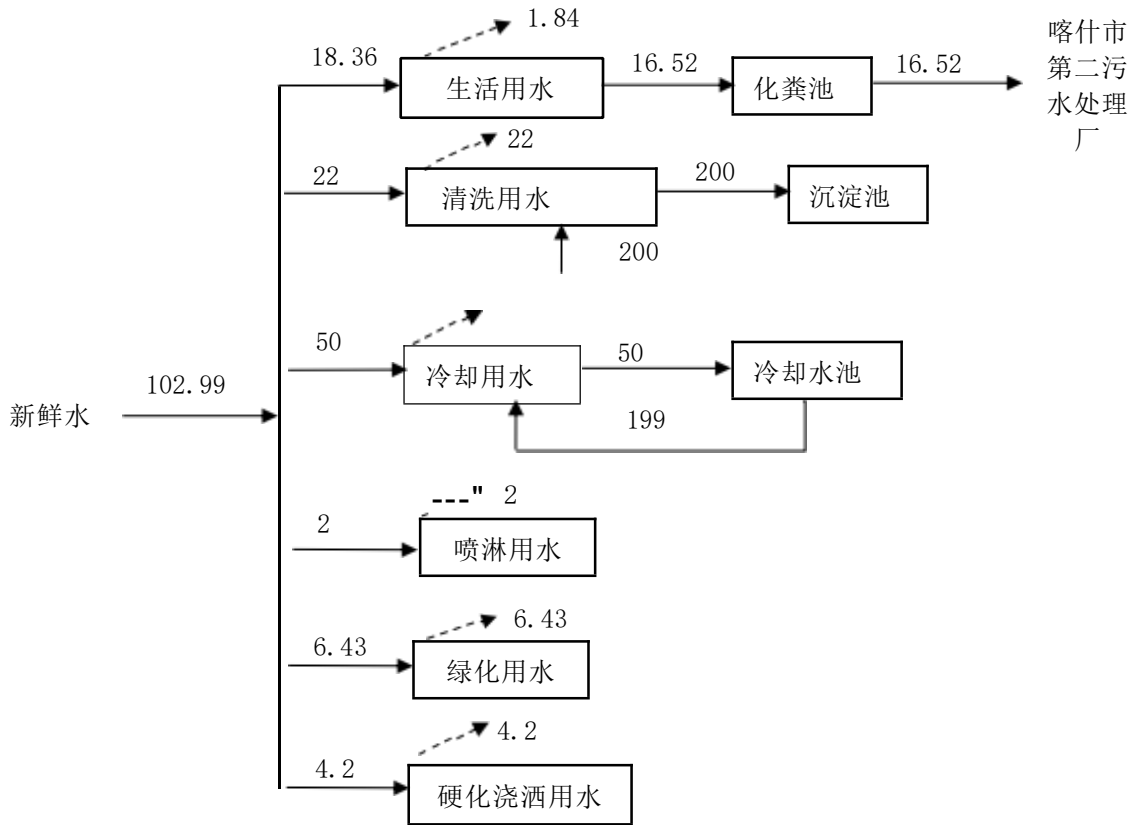 1.84
18.36
生活用水
16.52
化粪池
16.52
喀什市
第二污
水处理
厂
22
22
清洗用水
200
沉淀池
200
50
冷却用水
50
冷却水池
199
新鲜水
102.99
---" 2
2
喷淋用水
6.43
6.43
绿化用水
4.2
4.2
硬化浇洒用水